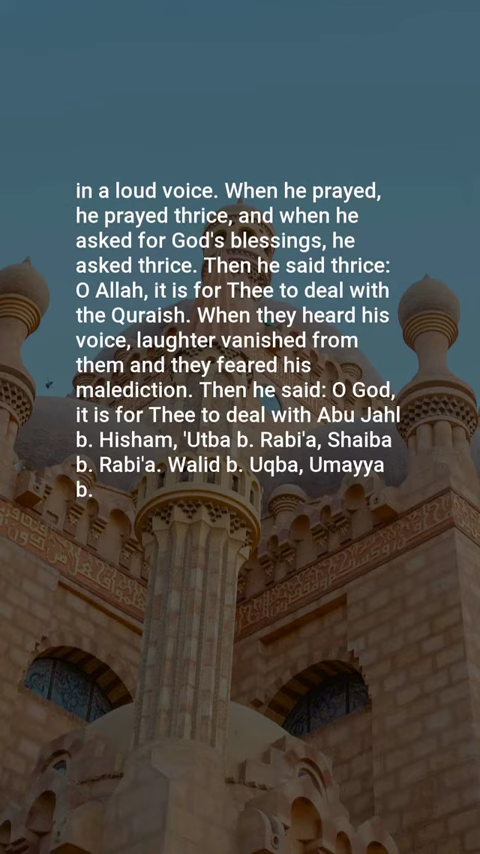 in a loud voice. When he prayed,
he prayed thrice, and when he
asked for God's blessings, he
asked thrice. Then he said thrice:
O Allah, it is for Thee to deal with
the Quraish. When they heard his
voice, laughter vanished from
them and they feared his
malediction. Then he said: O God,
it is for Thee to deal with Abu Jahl
b. Hisham, 'Utba b. Rabi'a, Shaiba
b. Rabi'a. Walid b. Uqba, Umayya
b.